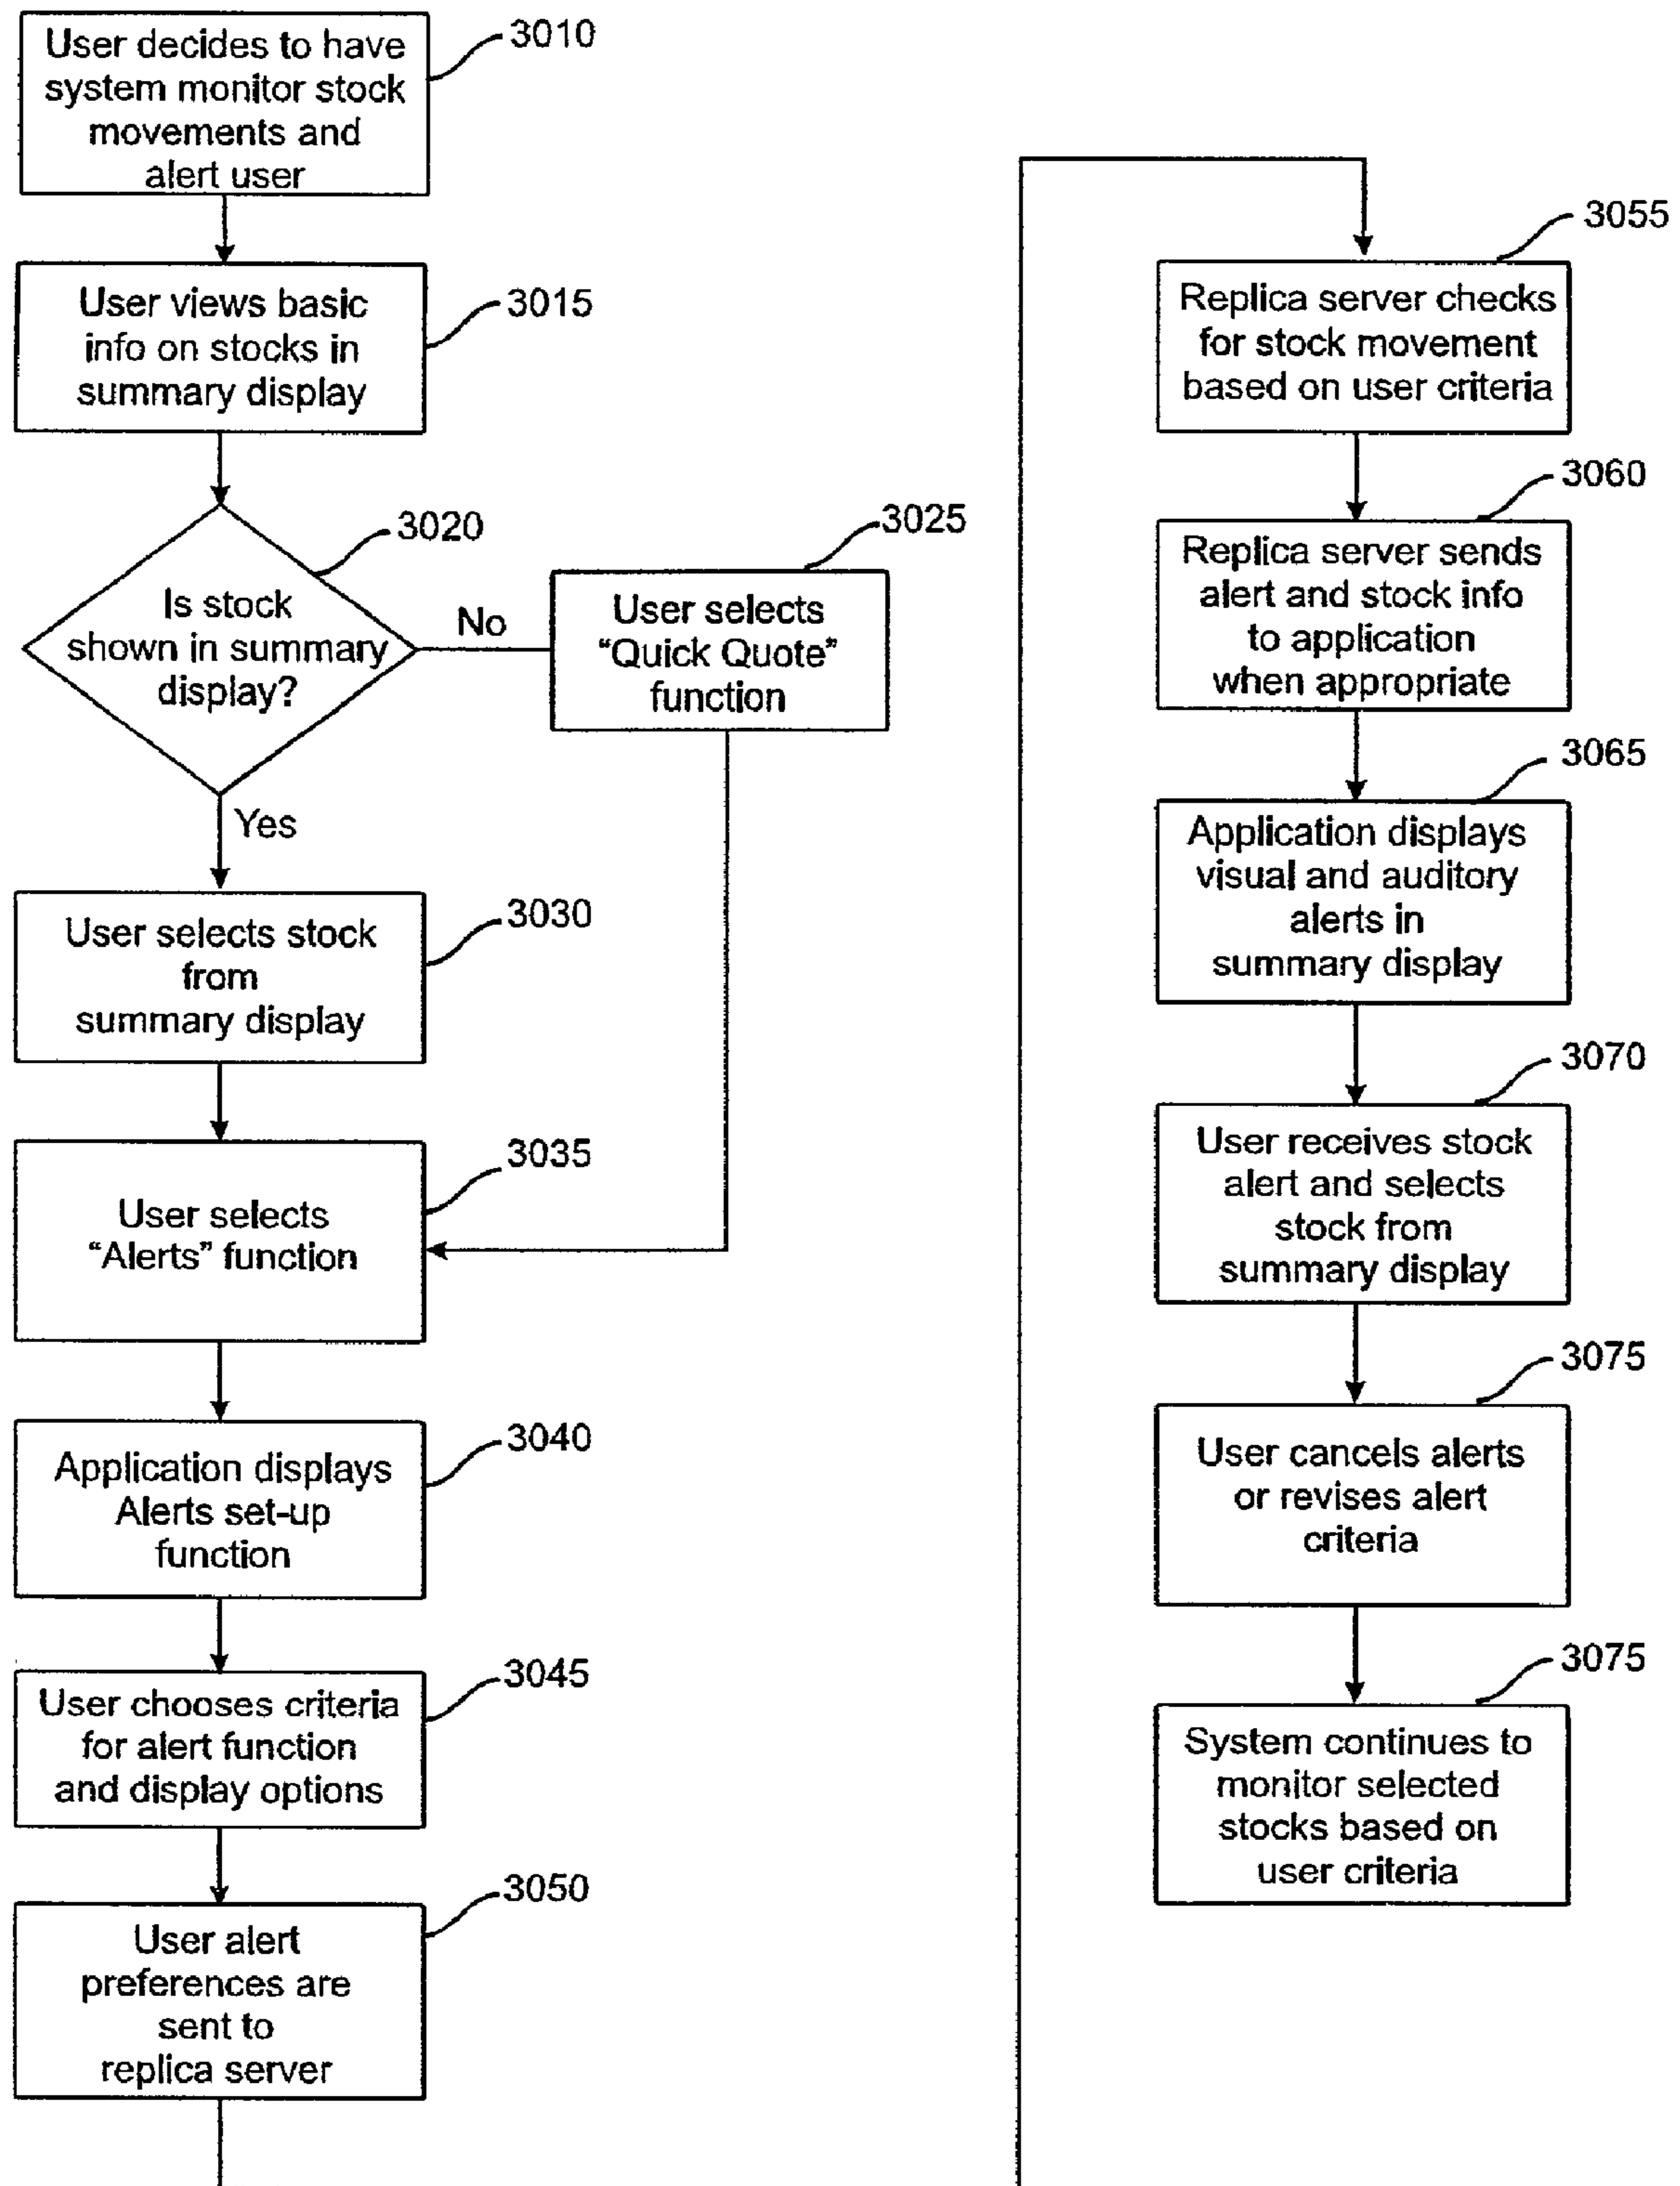 User decides to have
system monitor stock
movements and
alert user
3010
User views basic
info on stocks in
summary display
3015
Is stock
shown in summary
display?
3020
No
User selects
“Quick Quote”
function
3025
Yes
User selects stock
from
summary display
3030
User selects
“Alerts” function
3035
Application displays
Alerts set-up
function
3040
User chooses criteria
for alert function
and display options
3045
User alert
preferences are
sent to
replica server
3050
Replica server checks
for stock movement
based on user criteria
3055
Replica server sends
alert and stock info
to application
when appropriate
3060
Application displays
visual and auditory
alerts in
summary display
3065
User receives stock
alert and selects
stock from
summary display
3070
User cancels alerts
or revises alert
criteria
3075
System continues to
monitor selected
stocks based on
user criteria
3075